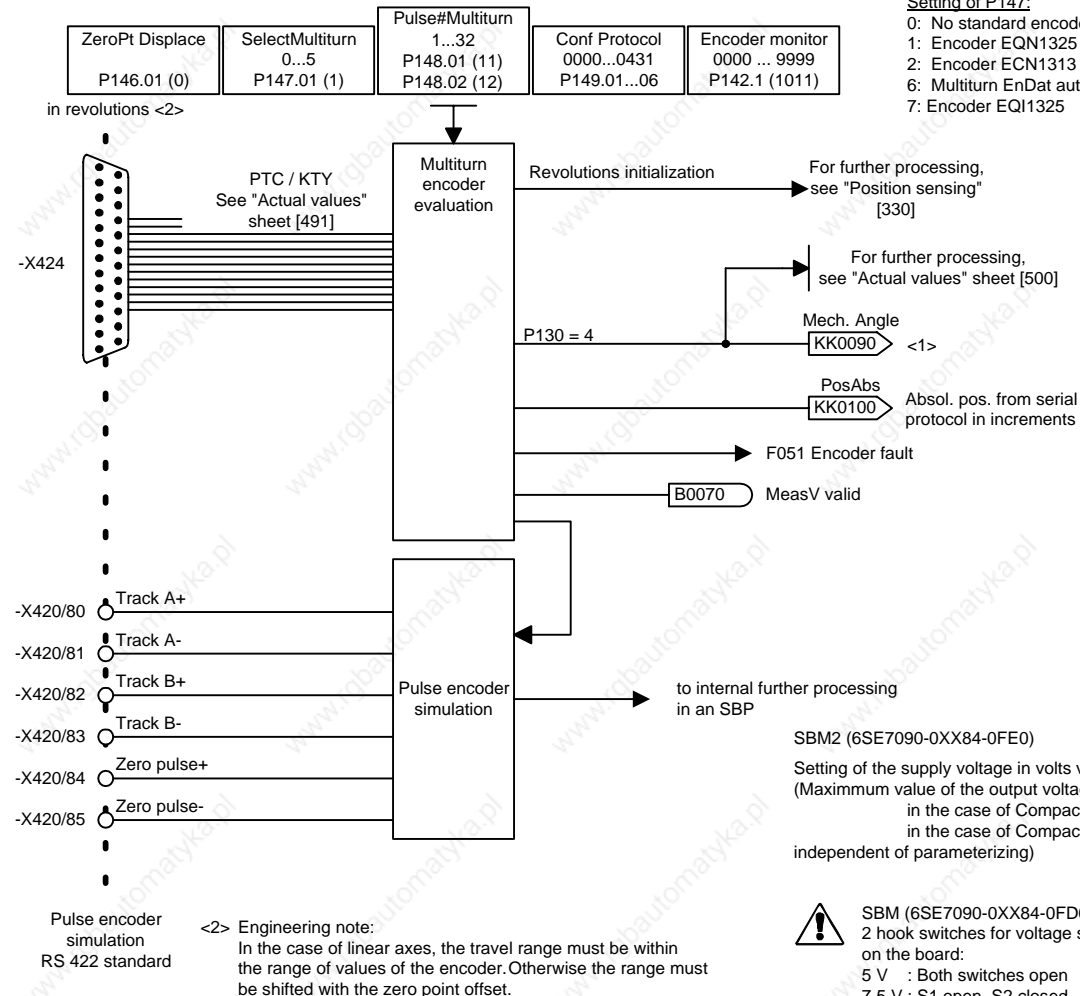 Setting of P147:
0: No standard encode
1: Encoder EQN1325
2: Encoder ECN1313
6: Multiturn EnDat aut
7: Encoder EQI1325
ZeroPt Displace
P146.01 (0)
SelectMultiturn
0...5
P147.01 (1)
Pulse#Multiturn
1...32
P148.01 (11)
P148.02 (12)
Conf Protocol
0000...0431
P149.01...06
Encoder monitor
0000 ... 9999
P142.1 (1011)
in revolutions <2>
PTC / KTY
See "Actual values"
sheet [491]
-X424
Multiturn
encoder
evaluation
Revolutions initialization
For further processing,
see "Position sensing"
[330]
For further processing,
see "Actual values" sheet [500]
P130 = 4
Mech. Angle
KK0090 <1>
PosAbs
KK0100
Absol. pos. from serial
protocol in increments
F051 Encoder fault
B0070 MeasV valid
-X420/80 Track A+
-X420/81 Track A-
-X420/82 Track B+
-X420/83 Track B-
-X420/84 Zero pulse+
-X420/85 Zero pulse-
Pulse encoder
simulation
to internal further processing
in an SBP
SBM2 (6SE7090-0XX84-0FE0)
Setting of the supply voltage in volts v
(Maximmum value of the output voltag
in the case of Compac
in the case of Compac
independent of parameterizing)
Pulse encoder
simulation
RS 422 standard
<2> Engineering note:
In the case of linear axes, the travel range must be within
the range of values of the encoder. Otherwise the range must
be shifted with the zero point offset.
SBM (6SE7090-0XX84-0FD
2 hook switches for voltage s
on the board:
5 V : Both switches open
7.5 V : S1 open, S2 closed
www.rgbautomatyka.pl